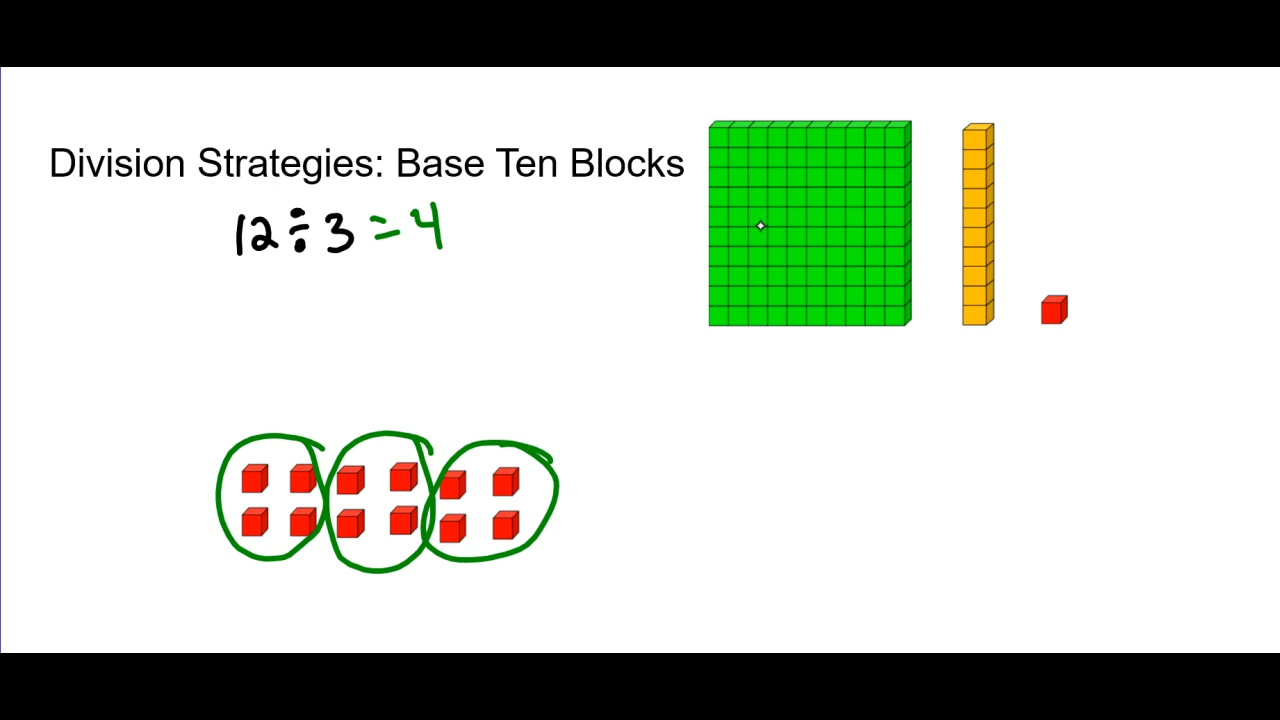 Division Strategies: Base Ten Blocks
12 ÷ 3 = 4